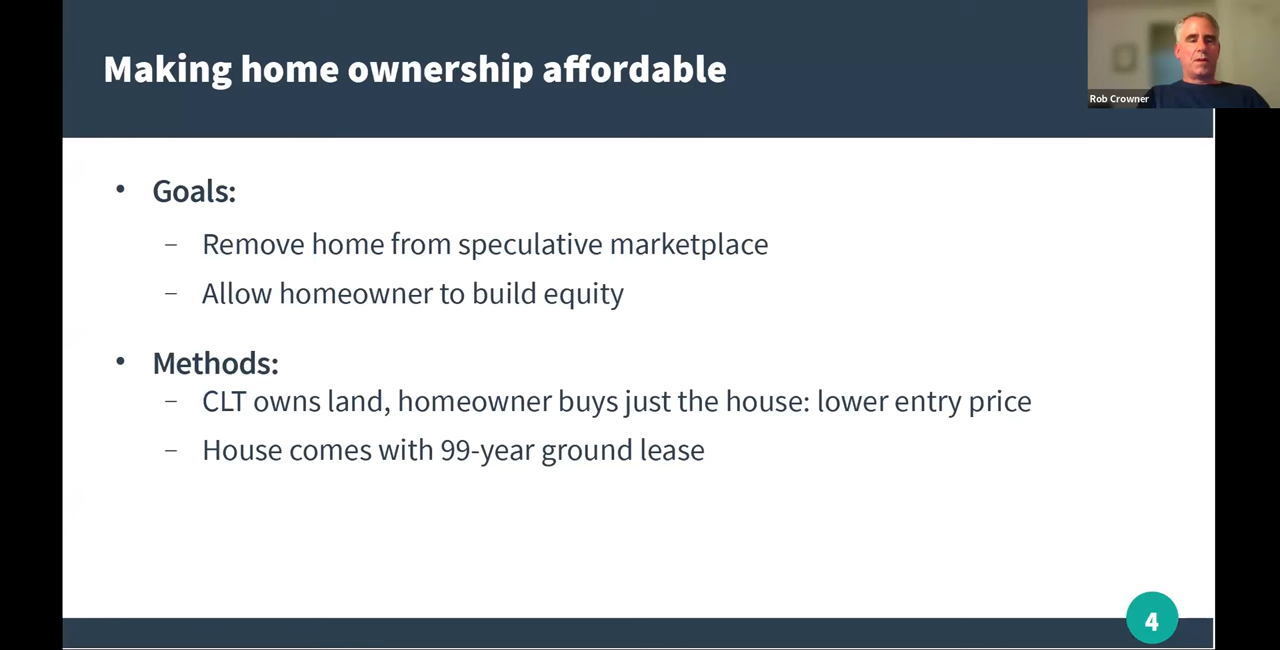 Making home ownership affordable
Rob Crowner
• Goals:
– Remove home from speculative marketplace
– Allow homeowner to build equity
• Methods:
– CLT owns land, homeowner buys just the house: lower entry price
– House comes with 99-year ground lease
4